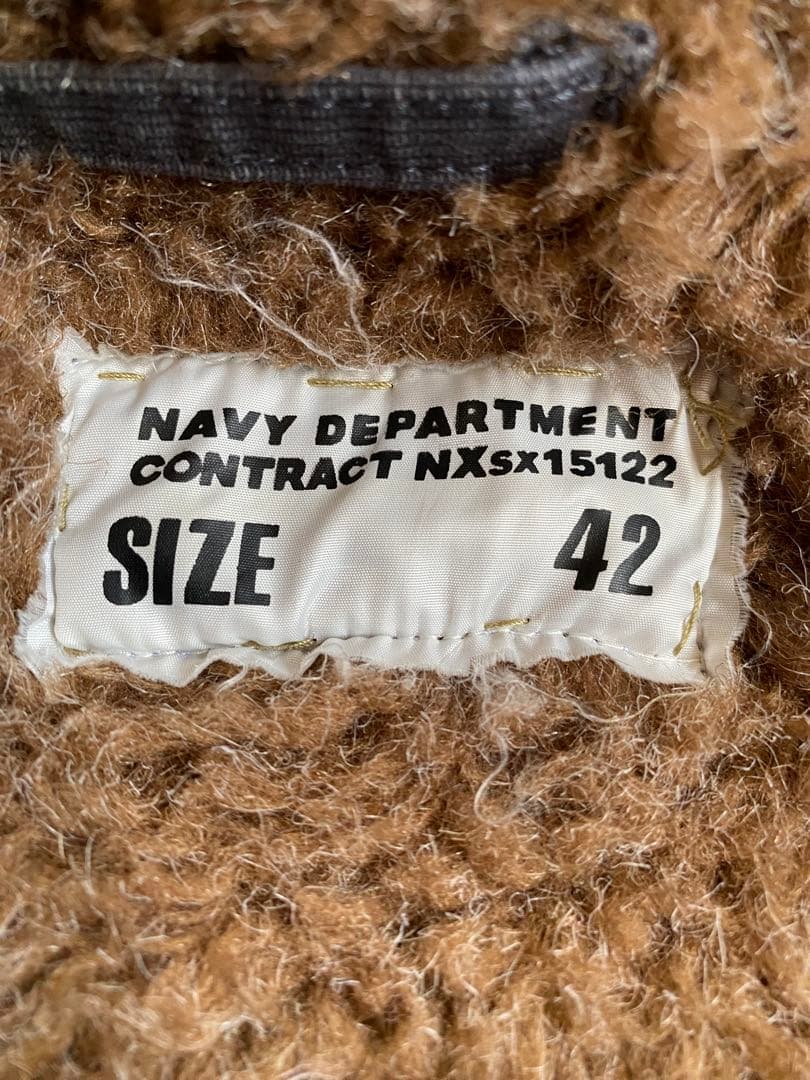 NAVY DEPARTMENT
CONTRACT NXsx15122
SIZE 42